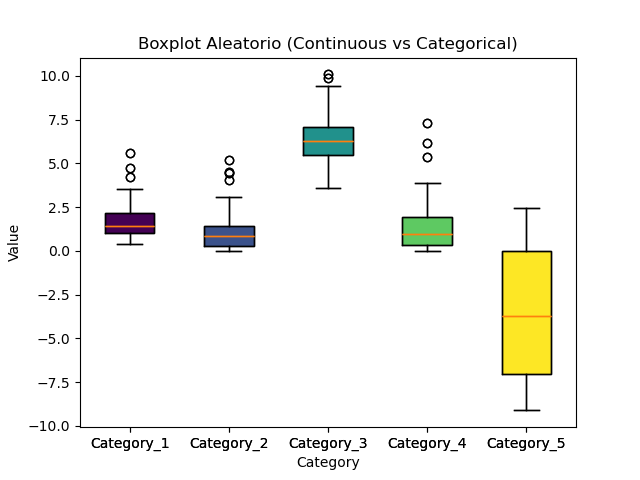 Boxplot Aleatorio (Continuous vs Categorical)
Value
10.0
7.5
5.0
2.5
0.0
−2.5
−5.0
−7.5
−10.0
Category_1 Category_2 Category_3 Category_4 Category_5
Category